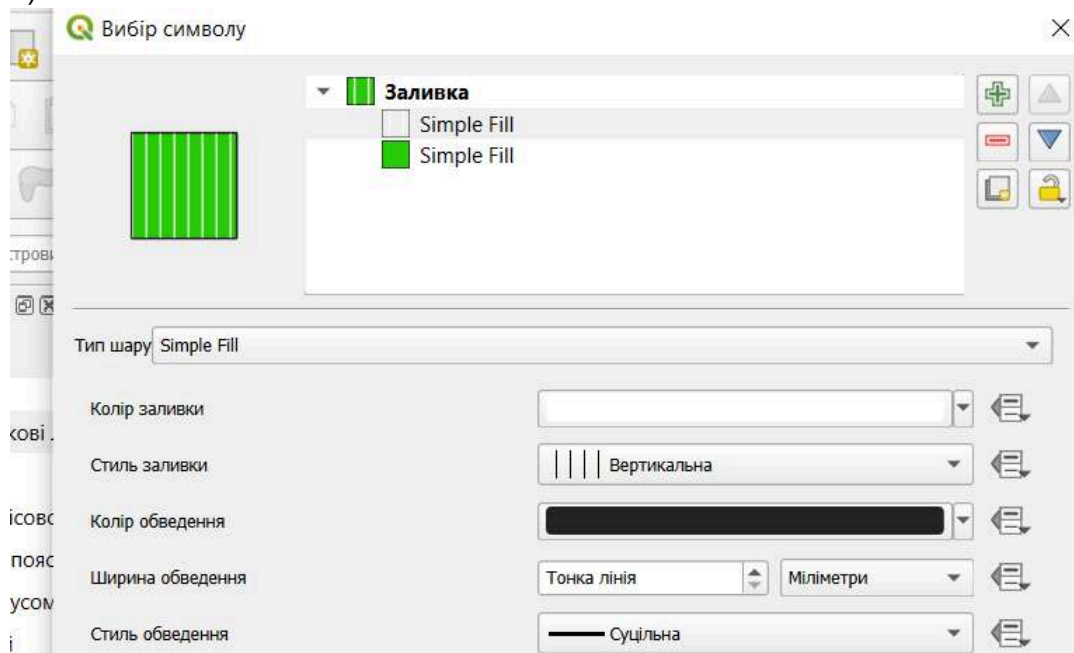 Вибір символу
Заливка
Simple Fill
Simple Fill
Тип шару Simple Fill
Колір заливки
Стиль заливки Вертикальна
Колір обведення
Ширина обведення Тонка лінія Міліметри
Стиль обведення Суцільна